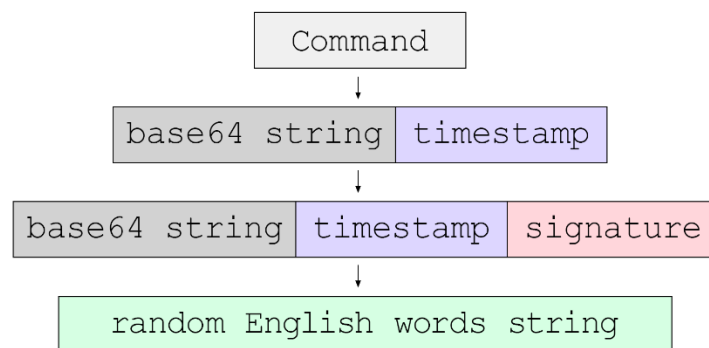 Command
base64 string timestamp
base64 string timestamp signature
random English words string